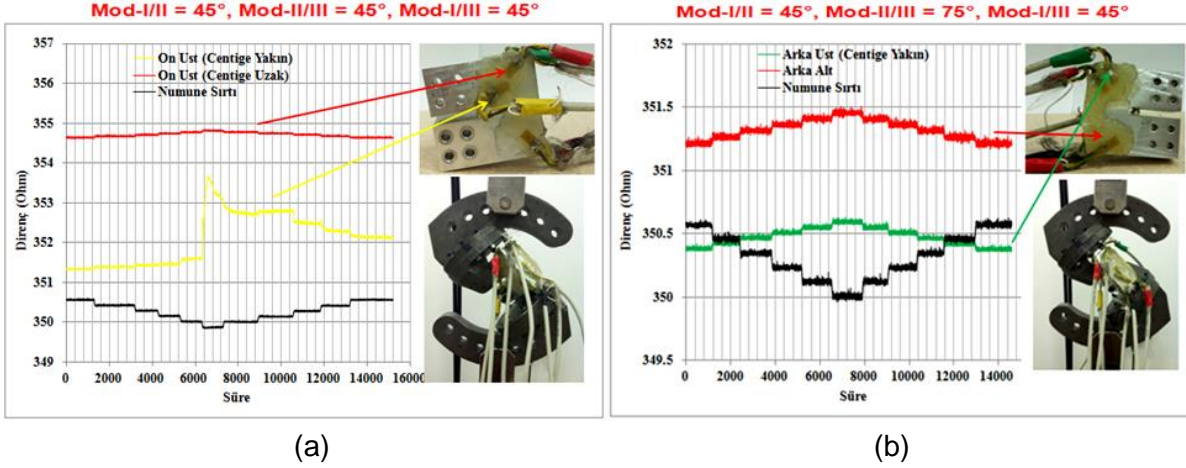 Mod-I/II = 45°, Mod-II/III = 45°, Mod-I/III = 45°
357
356
355
354
353
352
351
350
349
Direnç (Ohm)
On Ust (Centige Yakın)
On Ust (Centige Uzak)
Numune Sırtı
0 2000 4000 6000 8000 10000 12000 14000 16000
Süre
(a)
Mod-I/II = 45°, Mod-II/III = 75°, Mod-I/III = 45°
352
351.5
351
350.5
350
349.5
Direnç (Ohm)
Arka Ust (Centige Yakın)
Arka Alt
Numune Sırtı
0 2000 4000 6000 8000 10000 12000 14000
Süre
(b)